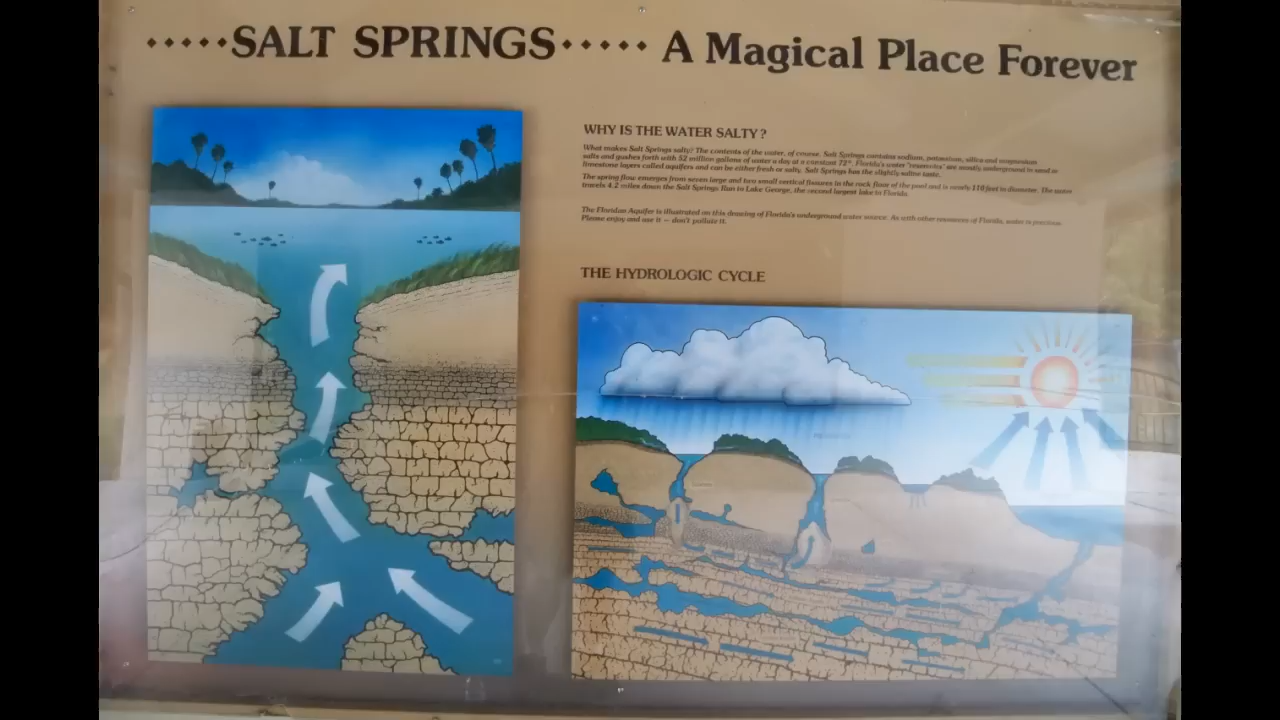 ·····SALT SPRINGS····· A Magical Place Forever
WHY IS THE WATER SALTY?
What makes Salt Springs salty? The contents of the water, of course. Salt Springs contains sodium, potassium, silica and magnesium
salts and gushes forth with 52 million gallons of water a day at a constant 72°. Florida's water "reservories" are mostly underground in sand or
limestone layers called aquifers and can be either fresh or salty. Salt Springs has the slightly saline taste.
The spring flow emerges from seven large and two small vertical fissures in the rock floor of the pool and is nearly 110 feet in diameter. The water
travels 4.2 miles down the Salt Springs Run to Lake George, the second largest lake in Florida.
The Floridan Aquifer is illustrated on this drawing of Florida's underground water source. As with other resources of Florida, water is precious.
Please enjoy and use it — don't pollute it.
THE HYDROLOGIC CYCLE